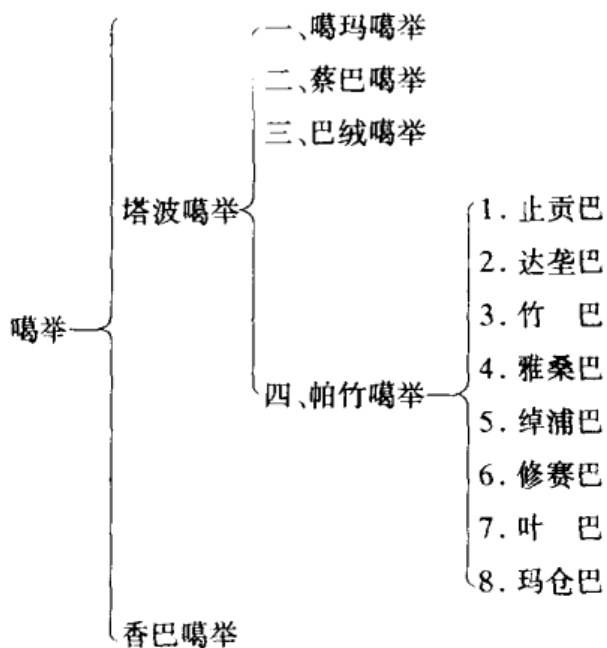 一、噶玛噶举
二、蔡巴噶举
三、巴绒噶举
塔波噶举
1. 止贡巴
2. 达垄巴
3. 竹　巴
噶举
4. 雅桑巴
四、帕竹噶举
5. 绰浦巴
6. 修赛巴
7. 叶　巴
8. 玛仓巴
香巴噶举